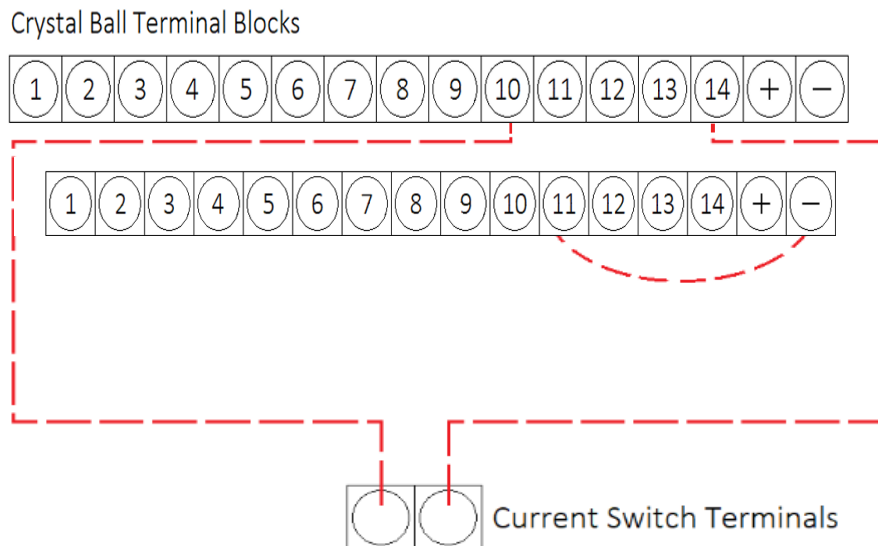 Crystal Ball Terminal Blocks
1 2 3 4 5 6 7 8 9 10 11 12 13 14 + −
1 2 3 4 5 6 7 8 9 10 11 12 13 14 + −
Current Switch Terminals